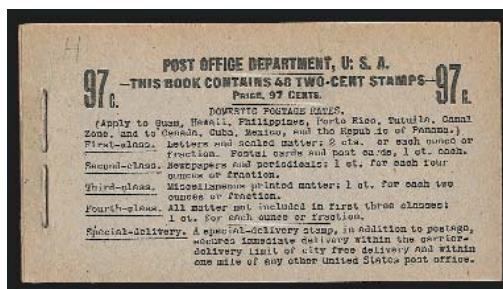 H
POST OFFICE DEPARTMENT, U. S. A.
97 C. —THIS BOOK CONTAINS 48 TWO-CENT STAMPS— 97 C.
PRICE, 97 CENTS.
DOMESTIC POSTAGE RATES.
(Apply to Guam, Hawaii, Philippines, Porto Rico, Tutuila, Canal
Zone, and to Canada, Cuba, Mexico, and the Republic of Panama.)
First-class. Letters and sealed matter: 2 cts. for each ounce or
fraction. Postal cards and post cards, 1 ct. each.
Second-class. Newspapers and periodicals: 1 ct. for each four
ounces or fraction.
Third-class. Miscellaneous printed matter: 1 ct. for each two
ounces or fraction.
Fourth-class. All matter not included in first three classes:
1 ct. for each ounce or fraction.
Special-delivery. A special-delivery stamp, in addition to postage,
secures immediate delivery within the carrier-
delivery limit of city free delivery and within
one mile of any other United States post office.